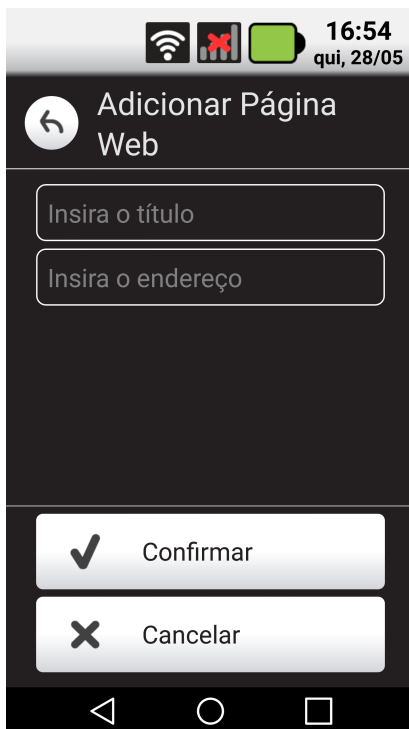 16:54
qui, 28/05
Adicionar Página
Web
Insira o título
Insira o endereço
Confirmar
Cancelar